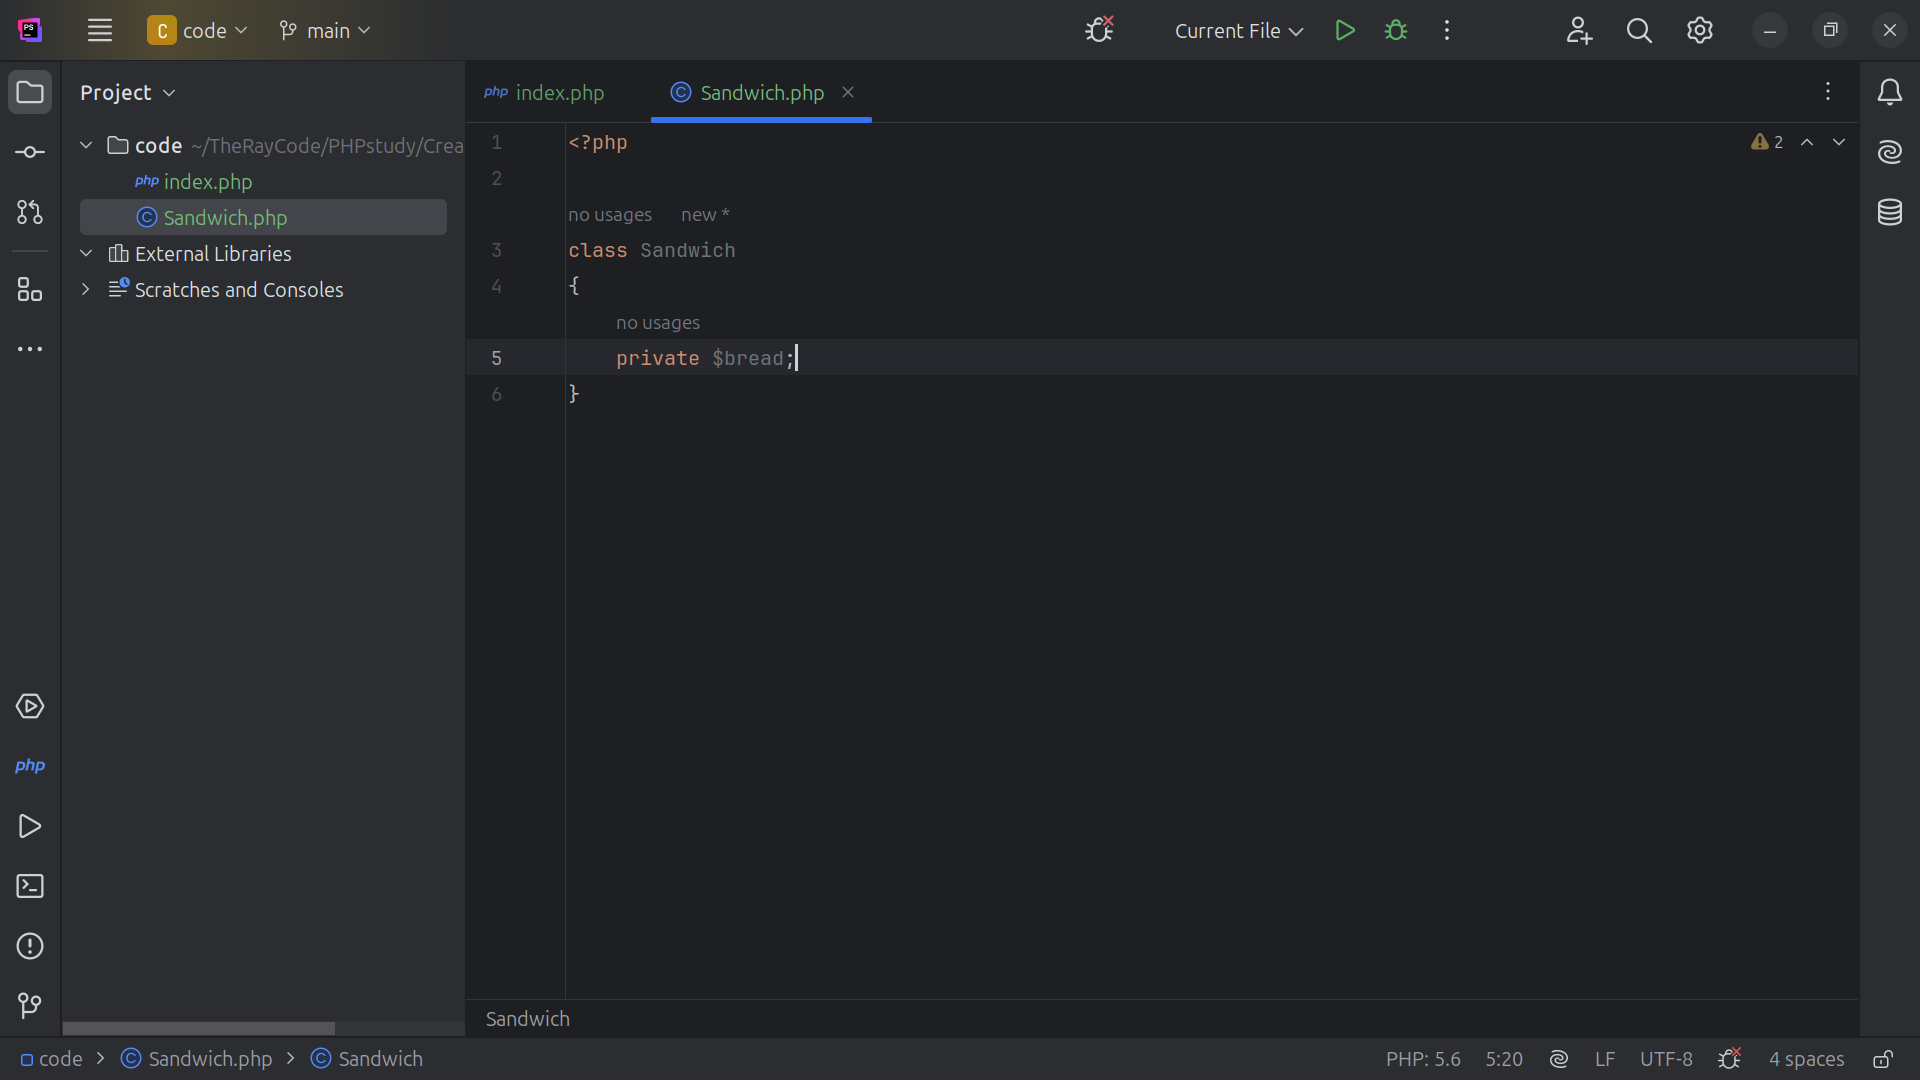 PS
C code main
Current File
Project
code ~/TheRayCode/PHPstudy/Crea
php index.php
C Sandwich.php
External Libraries
Scratches and Consoles
php
php index.php C Sandwich.php
1 <?php
2
no usages new *
3 class Sandwich
4 {
no usages
5 private $bread;
6 }
2
Sandwich
code > C Sandwich.php > C Sandwich
PHP: 5.6 5:20 LF UTF-8 4 spaces